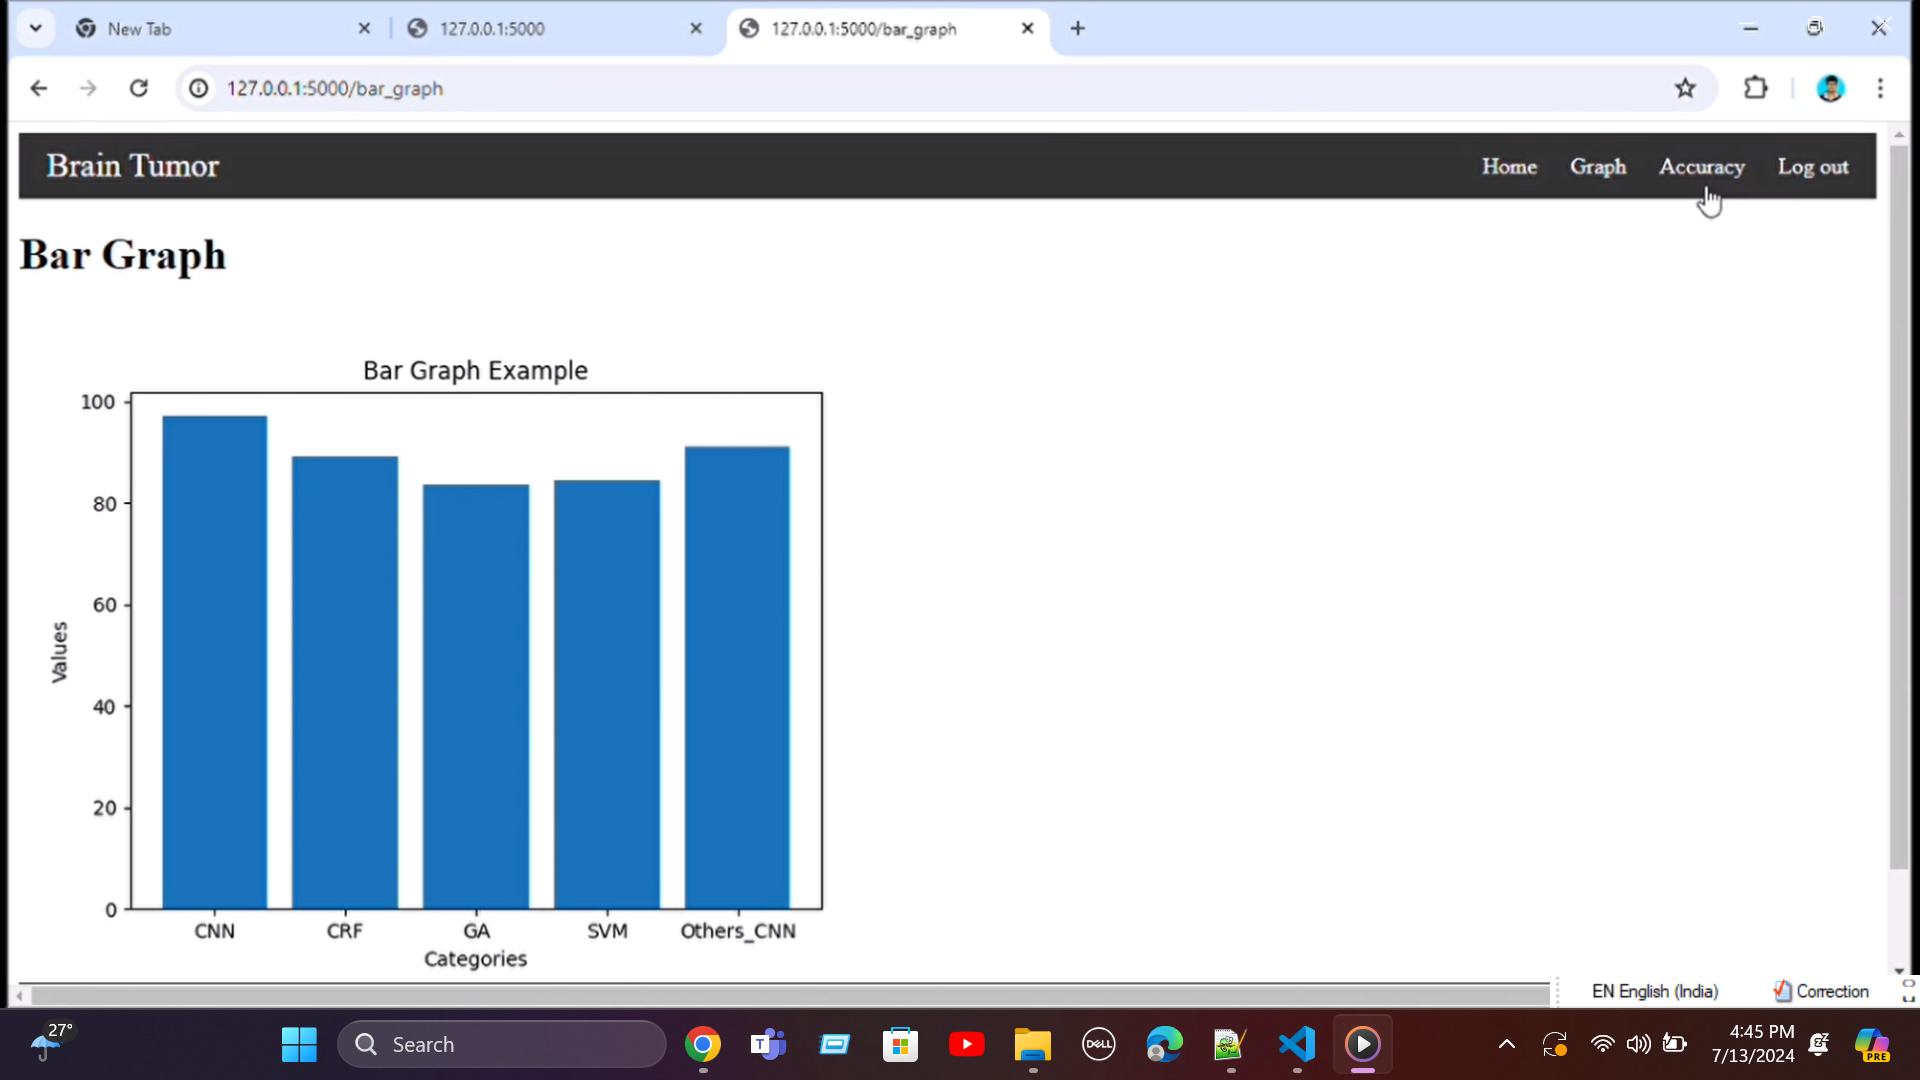 New Tab
127.0.0.1:5000
127.0.0.1:5000/bar_graph
127.0.0.1:5000/bar_graph
Brain Tumor
Home
Graph
Accuracy
Log out
Bar Graph
Bar Graph Example
100
80
60
40
20
0
Values
CNN
CRF
GA
SVM
Others_CNN
Categories
EN English (India)
Correction
27°
Search
DELL
PRE
4:45 PM
7/13/2024